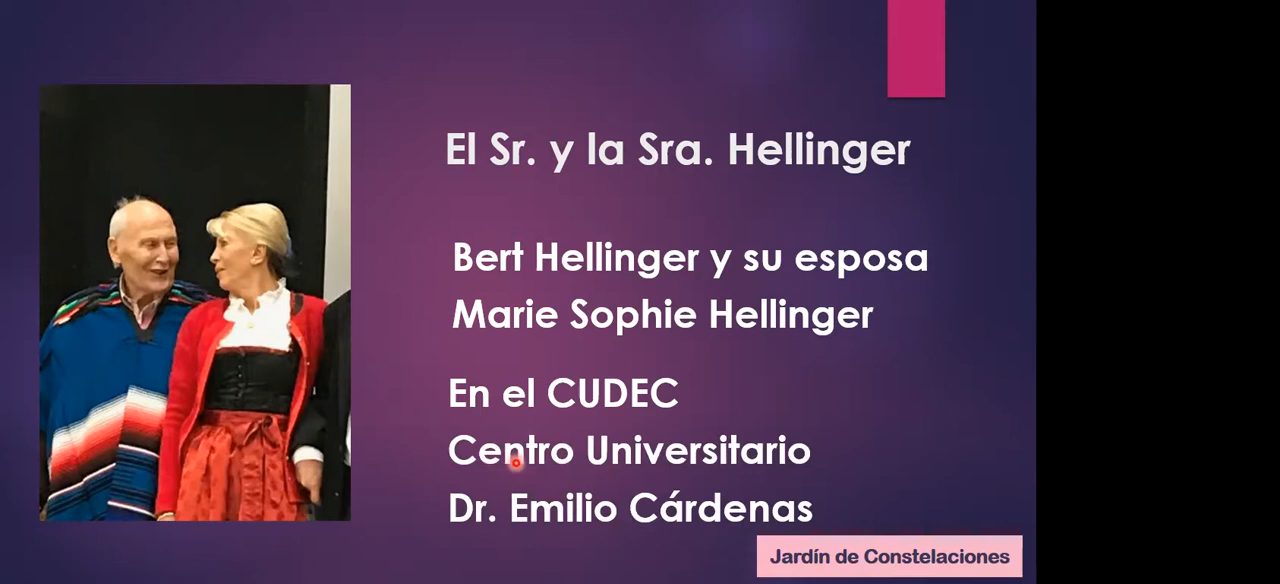 El Sr. y la Sra. Hellinger
Bert Hellinger y su esposa
Marie Sophie Hellinger
En el CUDEC
Centro Universitario
Dr. Emilio Cárdenas
Jardín de Constelaciones